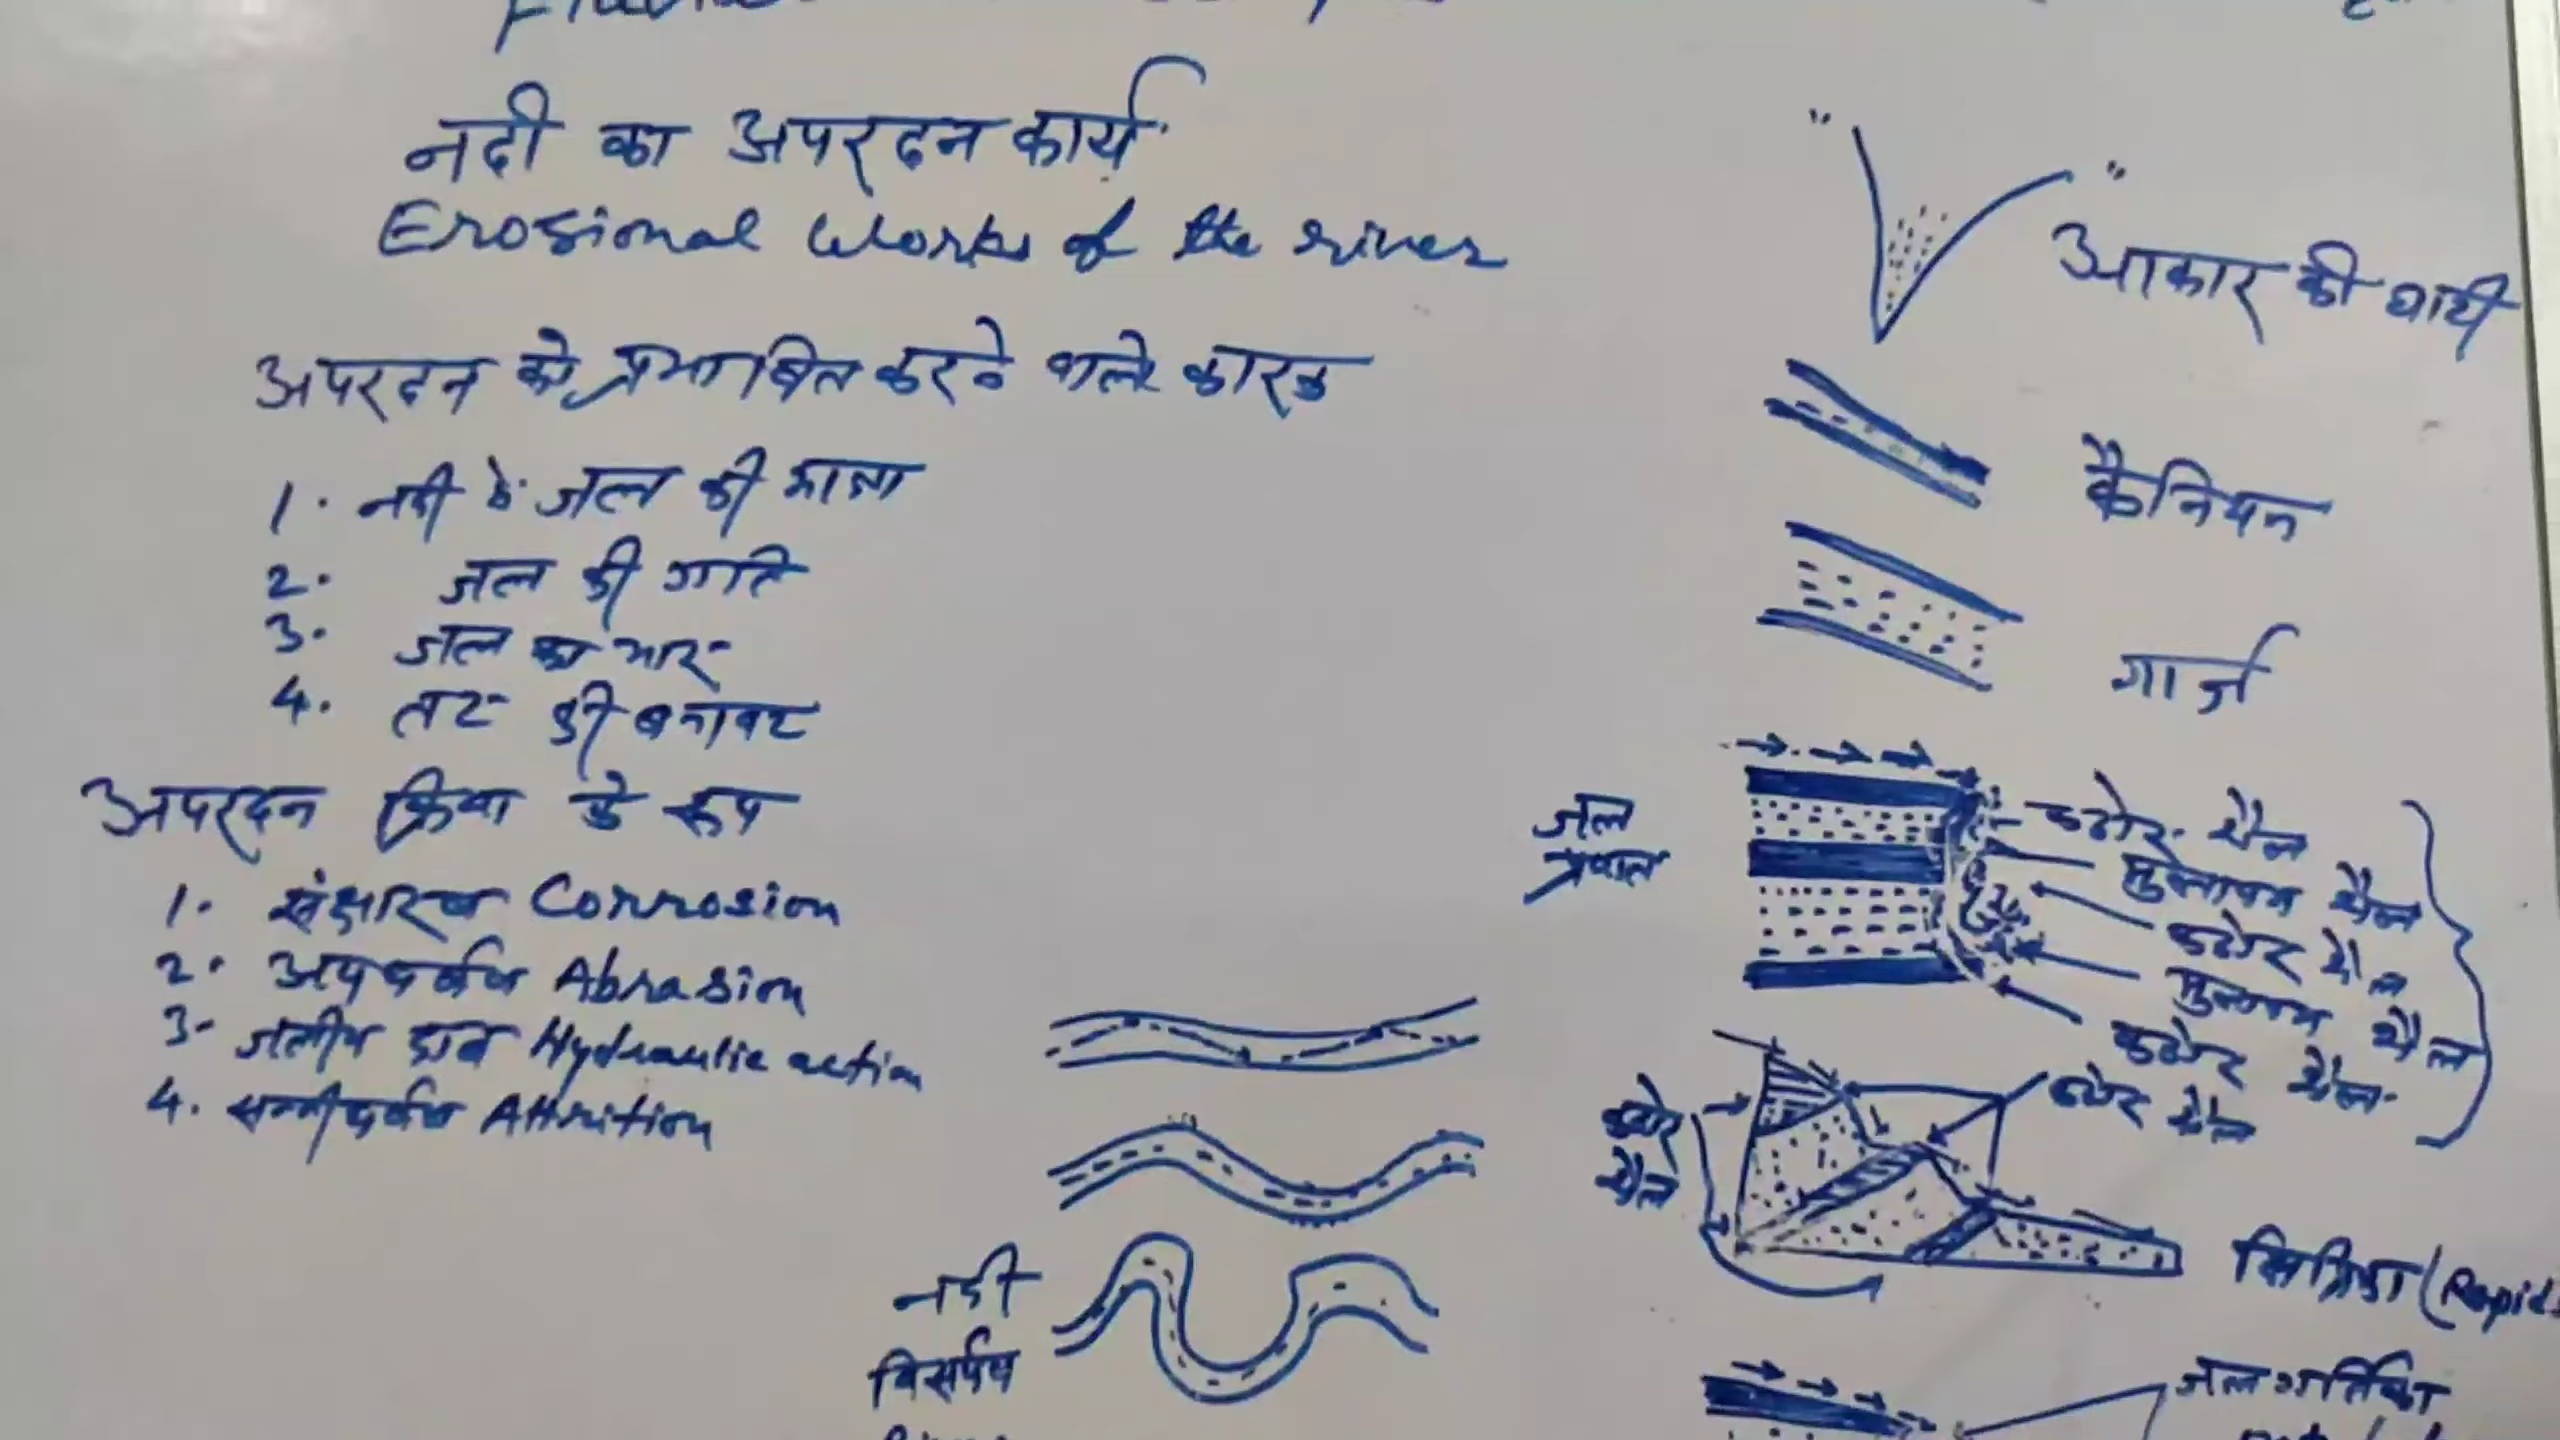 नदी का अपरदन कार्य
Erosional Works of the river
अपरदन को प्रभावित करने वाले कारक
1. नदी के जल की मात्रा
2. जल की गति
3. जल का भार
4. तट की बनावट
अपरदन क्रिया के रूप
1. संक्षारण Corrosion
2. अपघर्षण Abrasion
3- जलीय दाब Hydraulic action
4. सन्नीघर्षण Attrition
नदी
विसर्पण
" V " आकार की घाटी
कैनियन
गार्ज
जल
प्रपात
कठोर शैल
मुलायम शैल
कठोर शैल
मुलायम शैल
कठोर शैल
कठोर शैल
कठोर
शैल
क्षिप्रिका (Rapids
जल गर्तिका